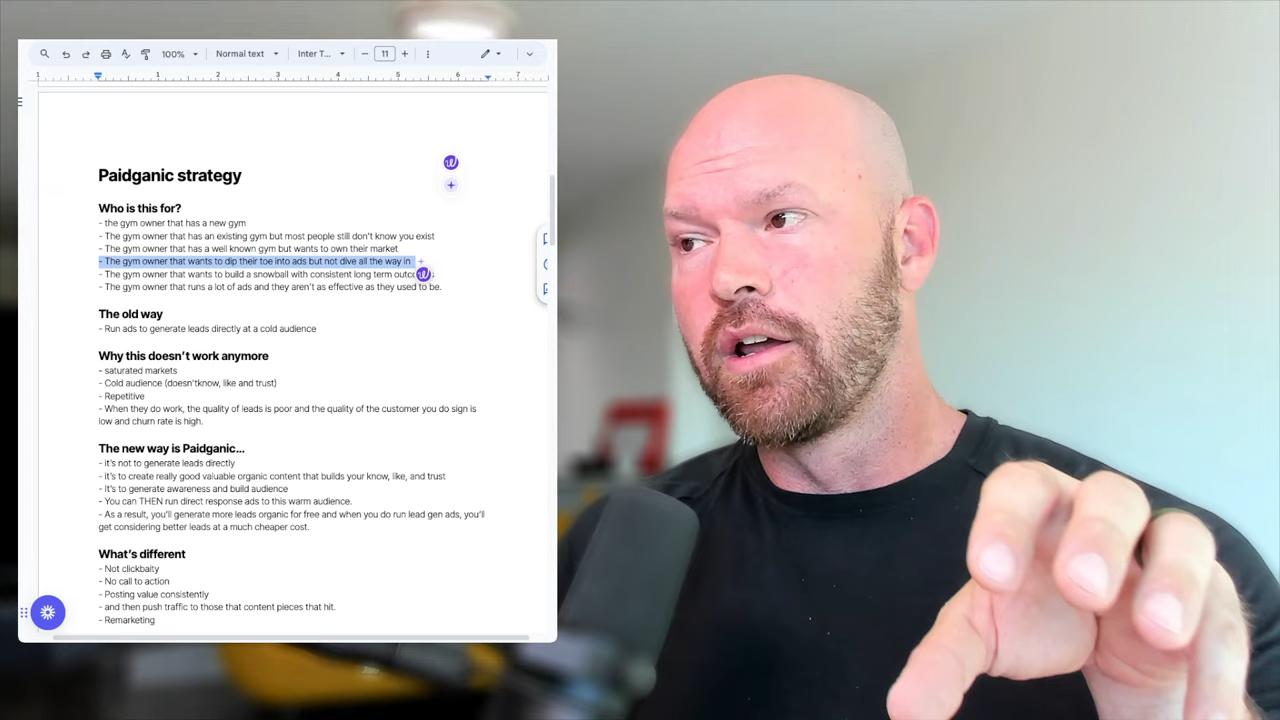 100%
Normal text
Inter T...
11
1 1 2 3 4 5 6 7
Paidganic strategy
Who is this for?
- the gym owner that has a new gym
- The gym owner that has an existing gym but most people still don't know you exist
- The gym owner that has a well known gym but wants to own their market
- The gym owner that wants to dip their toe into ads but not dive all the way in
- The gym owner that wants to build a snowball with consistent long term
- The gym owner that runs a lot of ads and they aren't as effective as they used to be.
The old way
- Run ads to generate leads directly at a cold audience
Why this doesn't work anymore
- saturated markets
- Cold audience (doesn'tknow, like and trust)
- Repetitive
- When they do work, the quality of leads is poor and the quality of the customer you do sign is
low and churn rate is high.
The new way is Paidganic...
- it's not to generate leads directly
- it's to create really good valuable organic content that builds your know, like, and trust
- It's to generate awareness and build audience
- You can THEN run direct response ads to this warm audience.
- As a result, you'll generate more leads organic for free and when you do run lead gen ads, you'll
get considering better leads at a much cheaper cost.
What's different
- Not clickbaity
- No call to action
- Posting value consistently
- and then push traffic to those that content pieces that hit.
- Remarketing